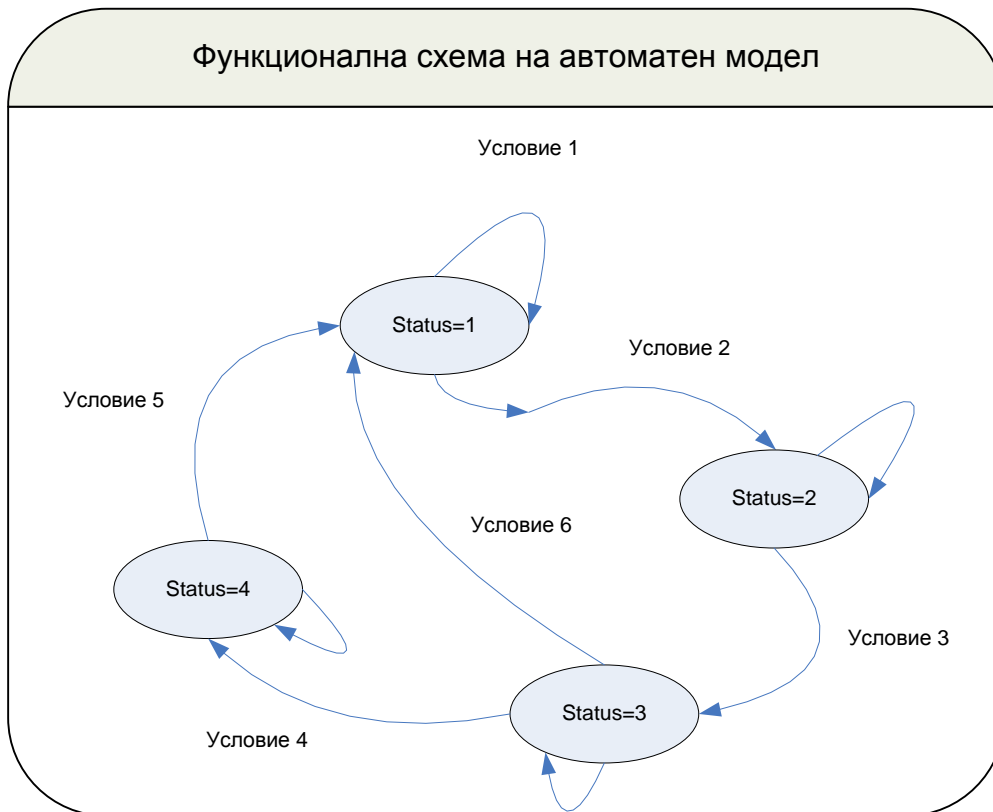 Функционална схема на автоматен модел
Условие 1
Status=1
Условие 2
Условие 5
Status=2
Условие 6
Status=4
Условие 3
Status=3
Условие 4